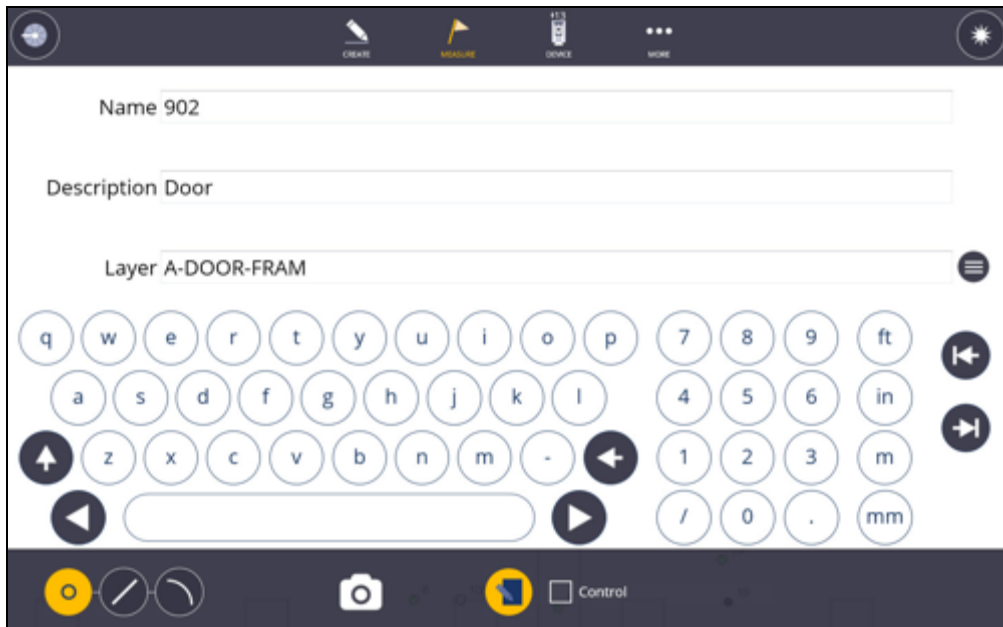 CREATE MEASURE DEVICE MORE
Name 902
Description Door
Layer A-DOOR-FRAM
q w e r t y u i o p 7 8 9 ft
a s d f g h j k l 4 5 6 in
z x c v b n m - 1 2 3 m
/ 0 . mm
Control